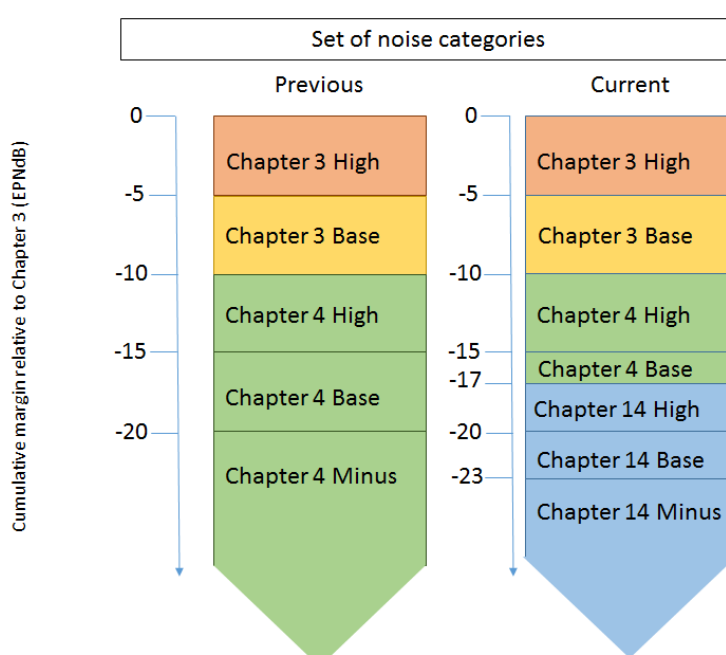 Set of noise categories
Previous
Current
Cumulative margin relative to Chapter 3 (EPNdB)
0
-5
-10
-15
-20
Chapter 3 High
Chapter 3 Base
Chapter 4 High
Chapter 4 Base
Chapter 4 Minus
0
-5
-10
-15
-17
-20
-23
Chapter 3 High
Chapter 3 Base
Chapter 4 High
Chapter 4 Base
Chapter 14 High
Chapter 14 Base
Chapter 14 Minus